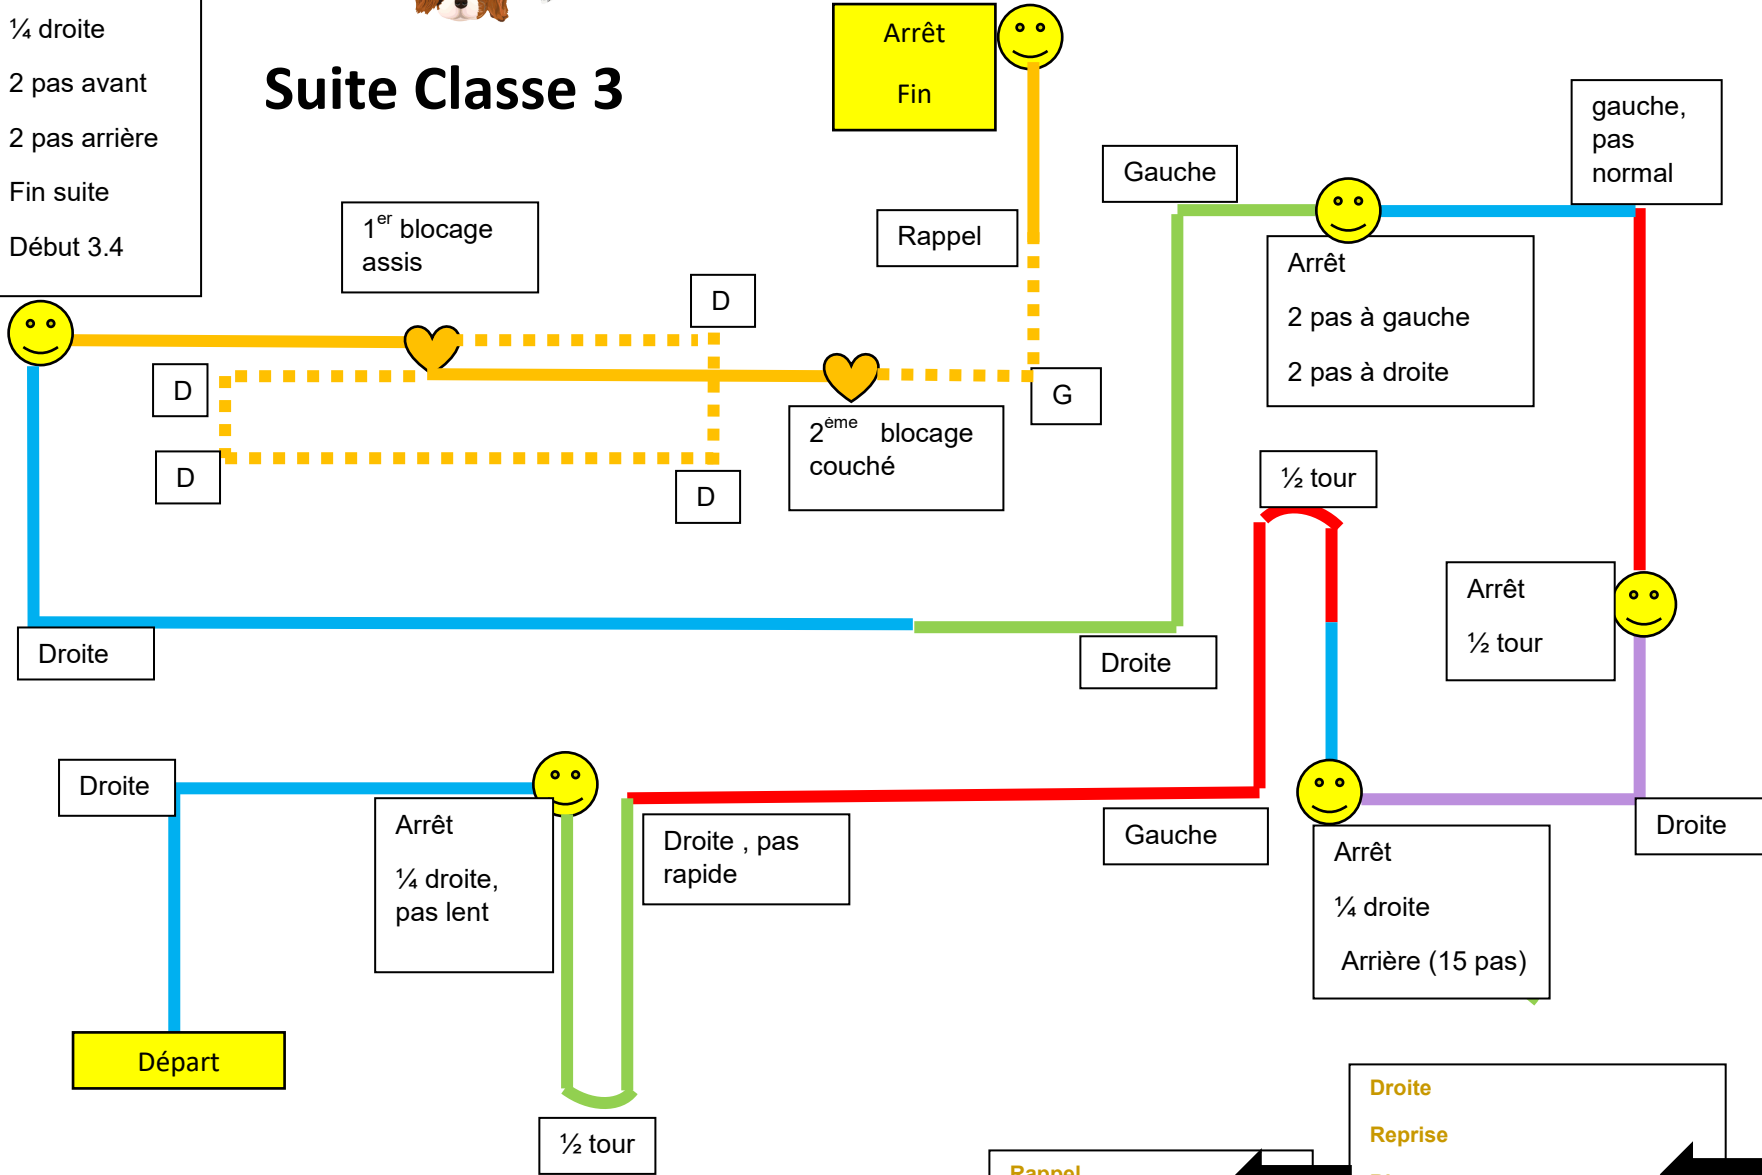 ¼ droite
2 pas avant
2 pas arrière
Fin suite
Début 3.4
Suite Classe 3
Arrêt
Fin
gauche,
pas
normal
Gauche
1er blocage
assis
Rappel
Arrêt
2 pas à gauche
2 pas à droite
D
D
G
2ème blocage
couché
D
D
½ tour
Arrêt
½ tour
Droite
Droite
Droite
Arrêt
¼ droite,
pas lent
Droite , pas
rapide
Gauche
Arrêt
¼ droite
Arrière (15 pas)
Droite
Départ
½ tour
Droite
Reprise
Rappel